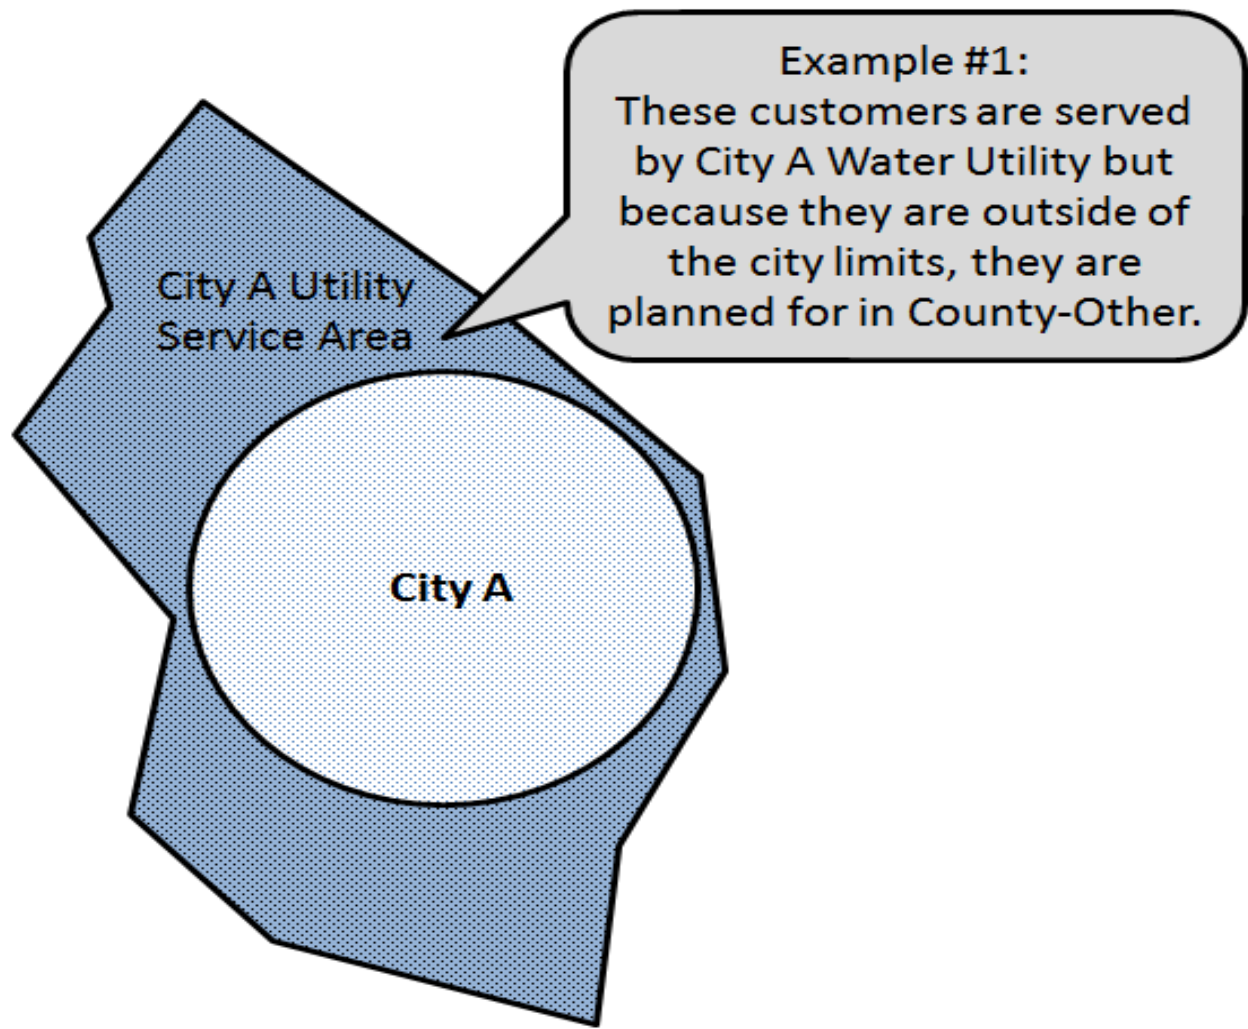 Example #1:
These customers are served
by City A Water Utility but
because they are outside of
the city limits, they are
planned for in County-Other.
City A Utility
Service Area
City A